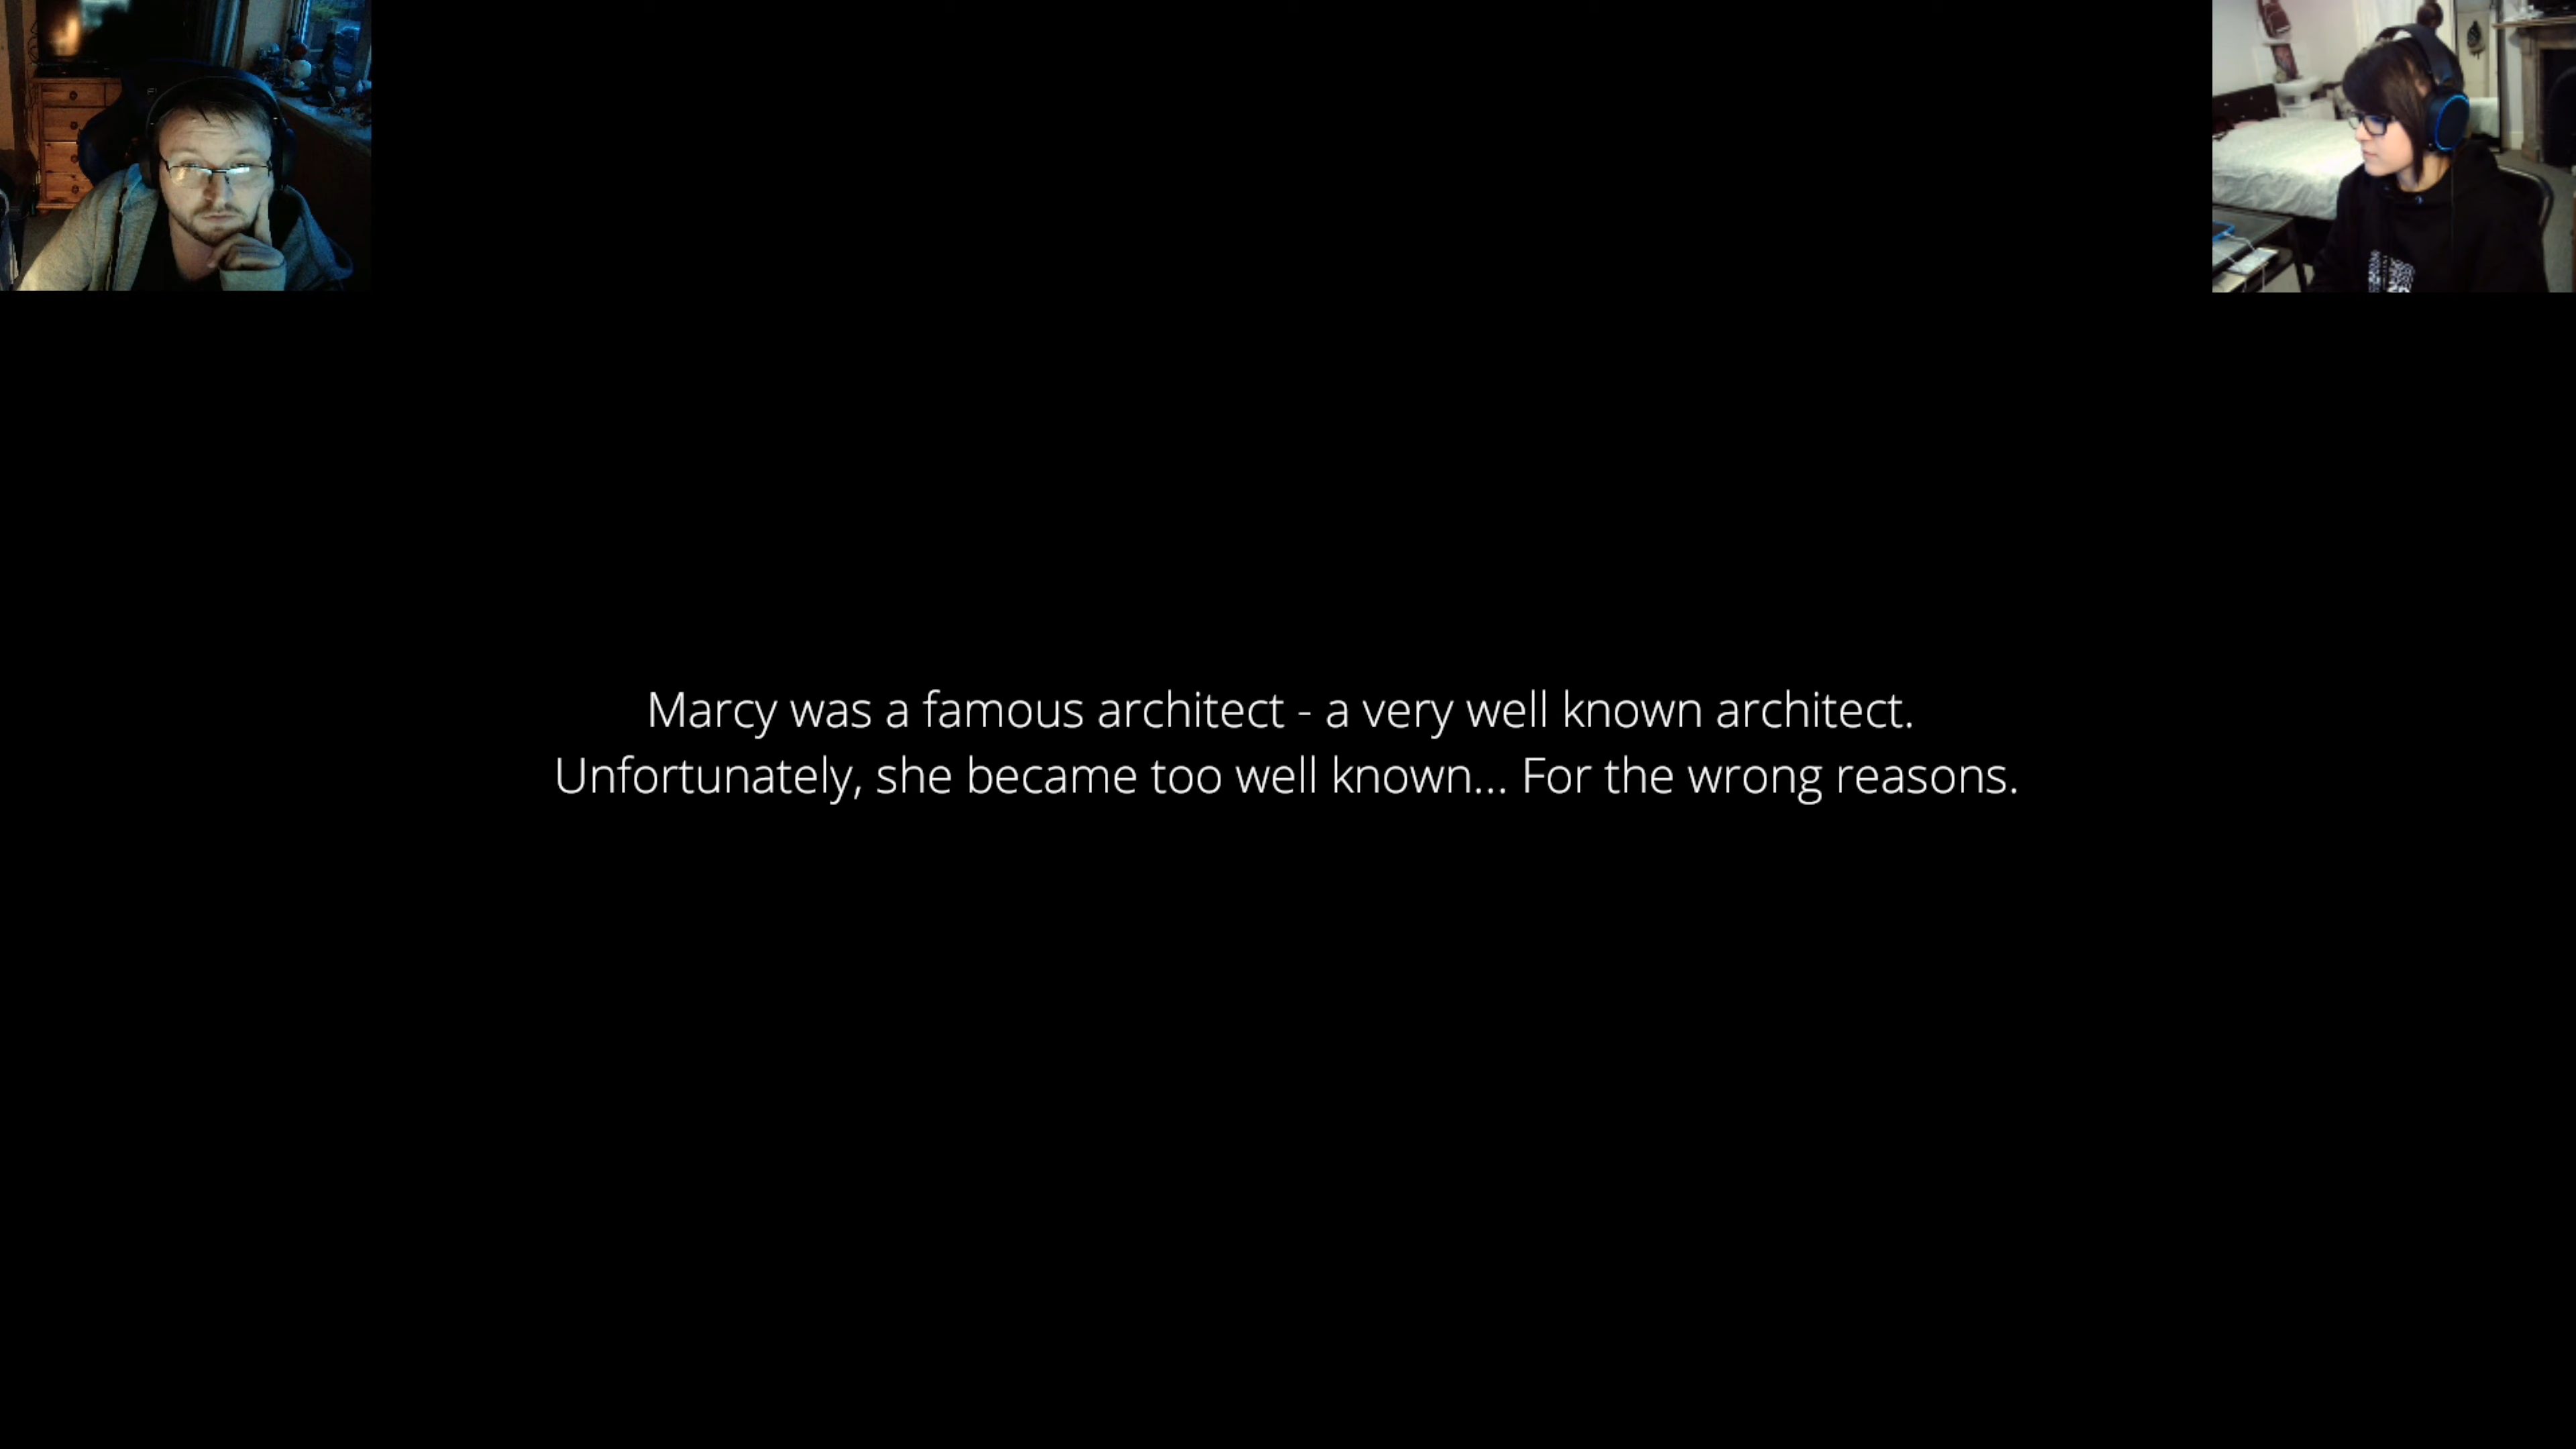 Marcy was a famous architect - a very well known architect.
Unfortunately, she became too well known... For the wrong reasons.